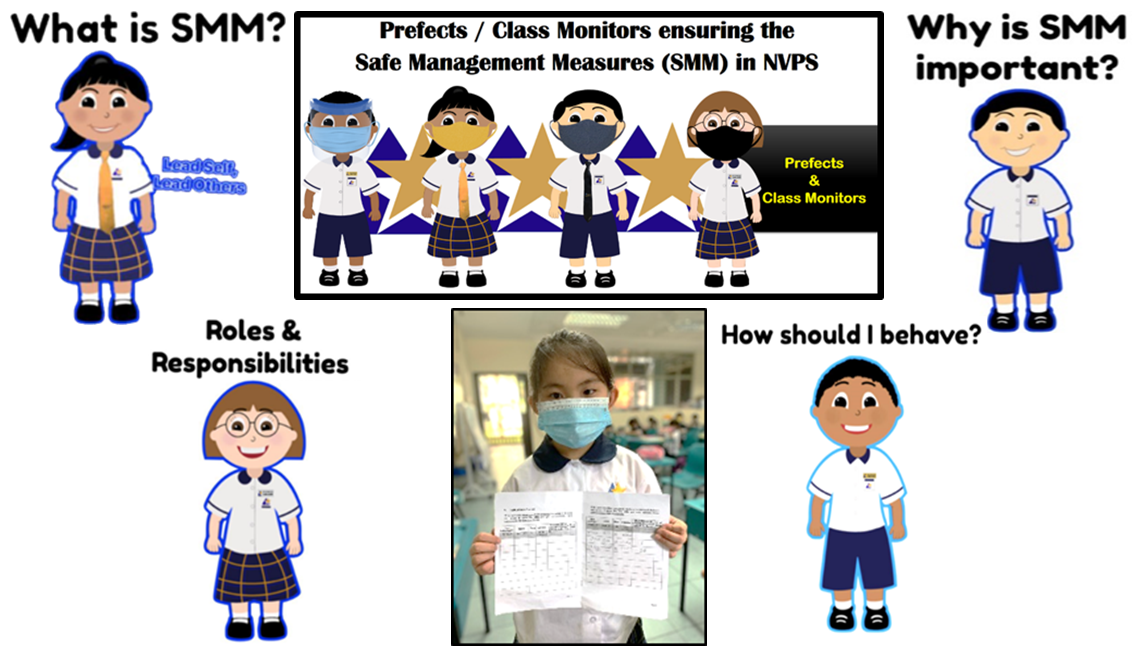 What is SMM?
Prefects / Class Monitors ensuring the
Safe Management Measures (SMM) in NVPS
Why is SMM
important?
Lead Self,
Lead Others
Prefects
&
Class Monitors
Roles &
Responsibilities
How should I behave?